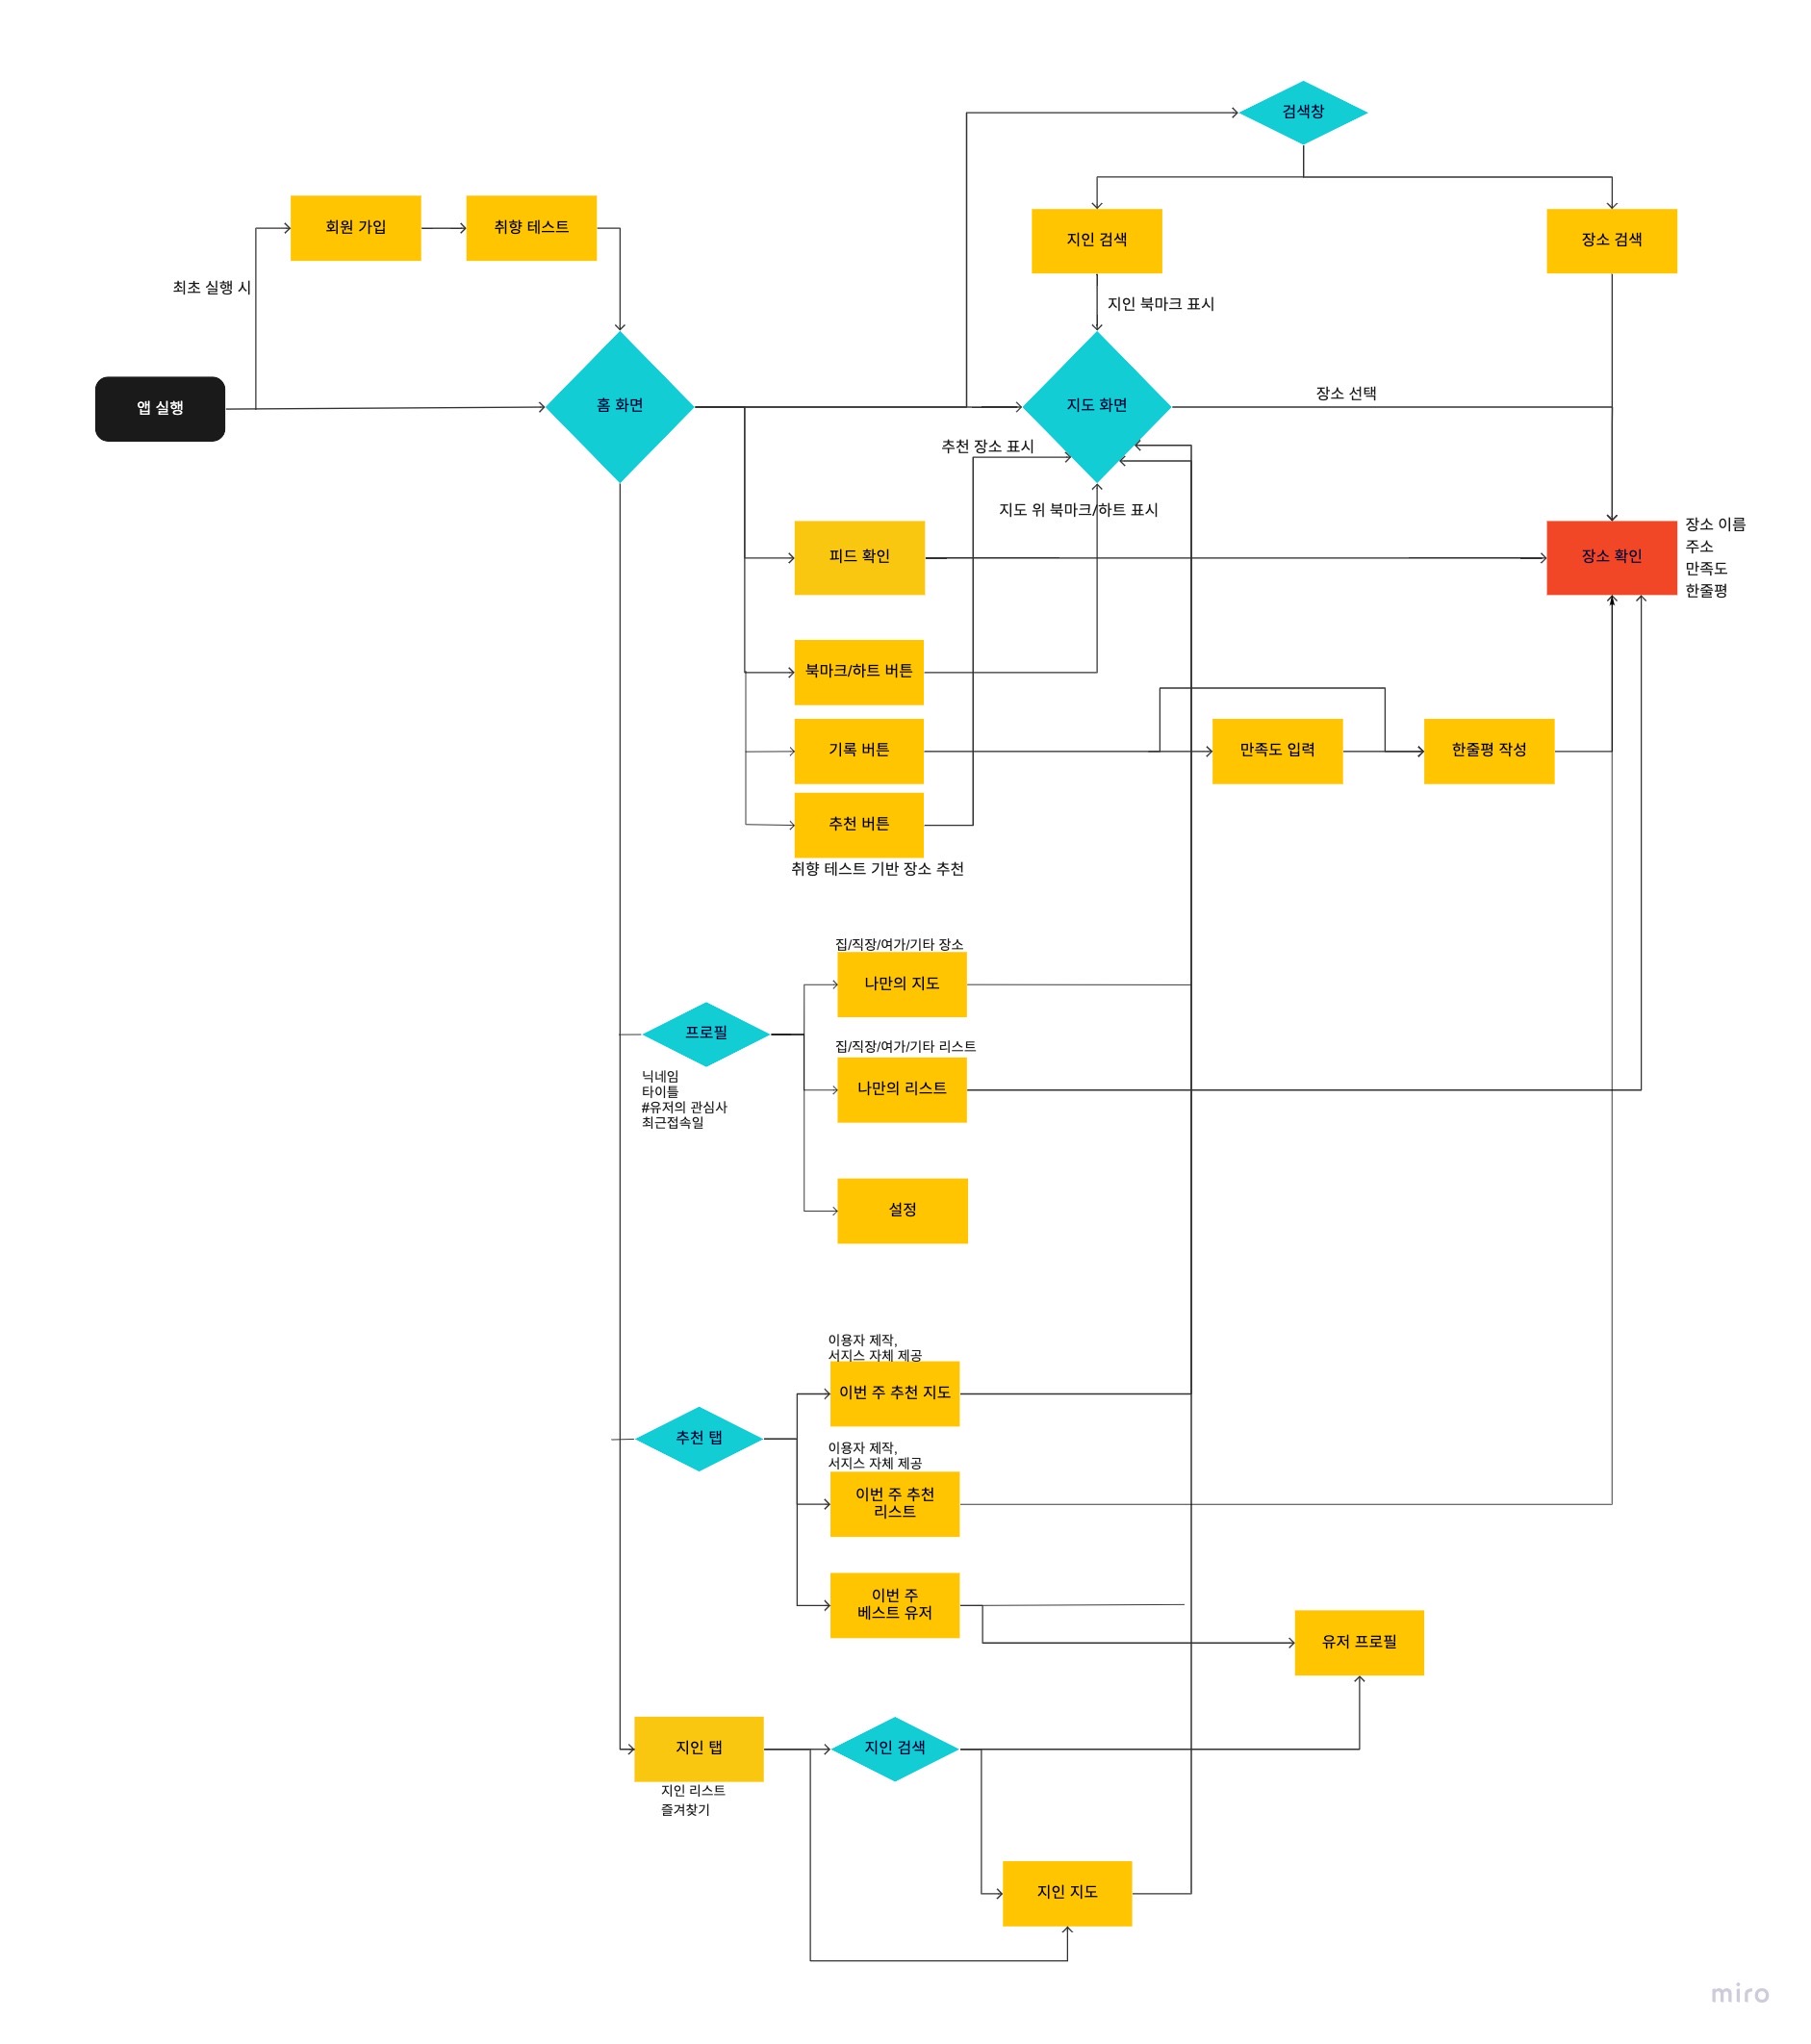 검색창
회원 가입
취향 테스트
지인 검색
장소 검색
최초 실행 시
지인 북마크 표시
앱 실행
홈 화면
지도 화면
장소 선택
추천 장소 표시
지도 위 북마크/하트 표시
피드 확인
장소 확인
장소 이름
주소
만족도
한줄평
북마크/하트 버튼
기록 버튼
만족도 입력
한줄평 작성
추천 버튼
취향 테스트 기반 장소 추천
집/직장/여가/기타 장소
나만의 지도
프로필
집/직장/여가/기타 리스트
나만의 리스트
닉네임
타이틀
#유저의 관심사
최근접속일
설정
이용자 제작,
서지스 자체 제공
이번 주 추천 지도
추천 탭
이용자 제작,
서지스 자체 제공
이번 주 추천
리스트
이번 주
베스트 유저
유저 프로필
지인 탭
지인 검색
지인 리스트
즐겨찾기
지인 지도
miro